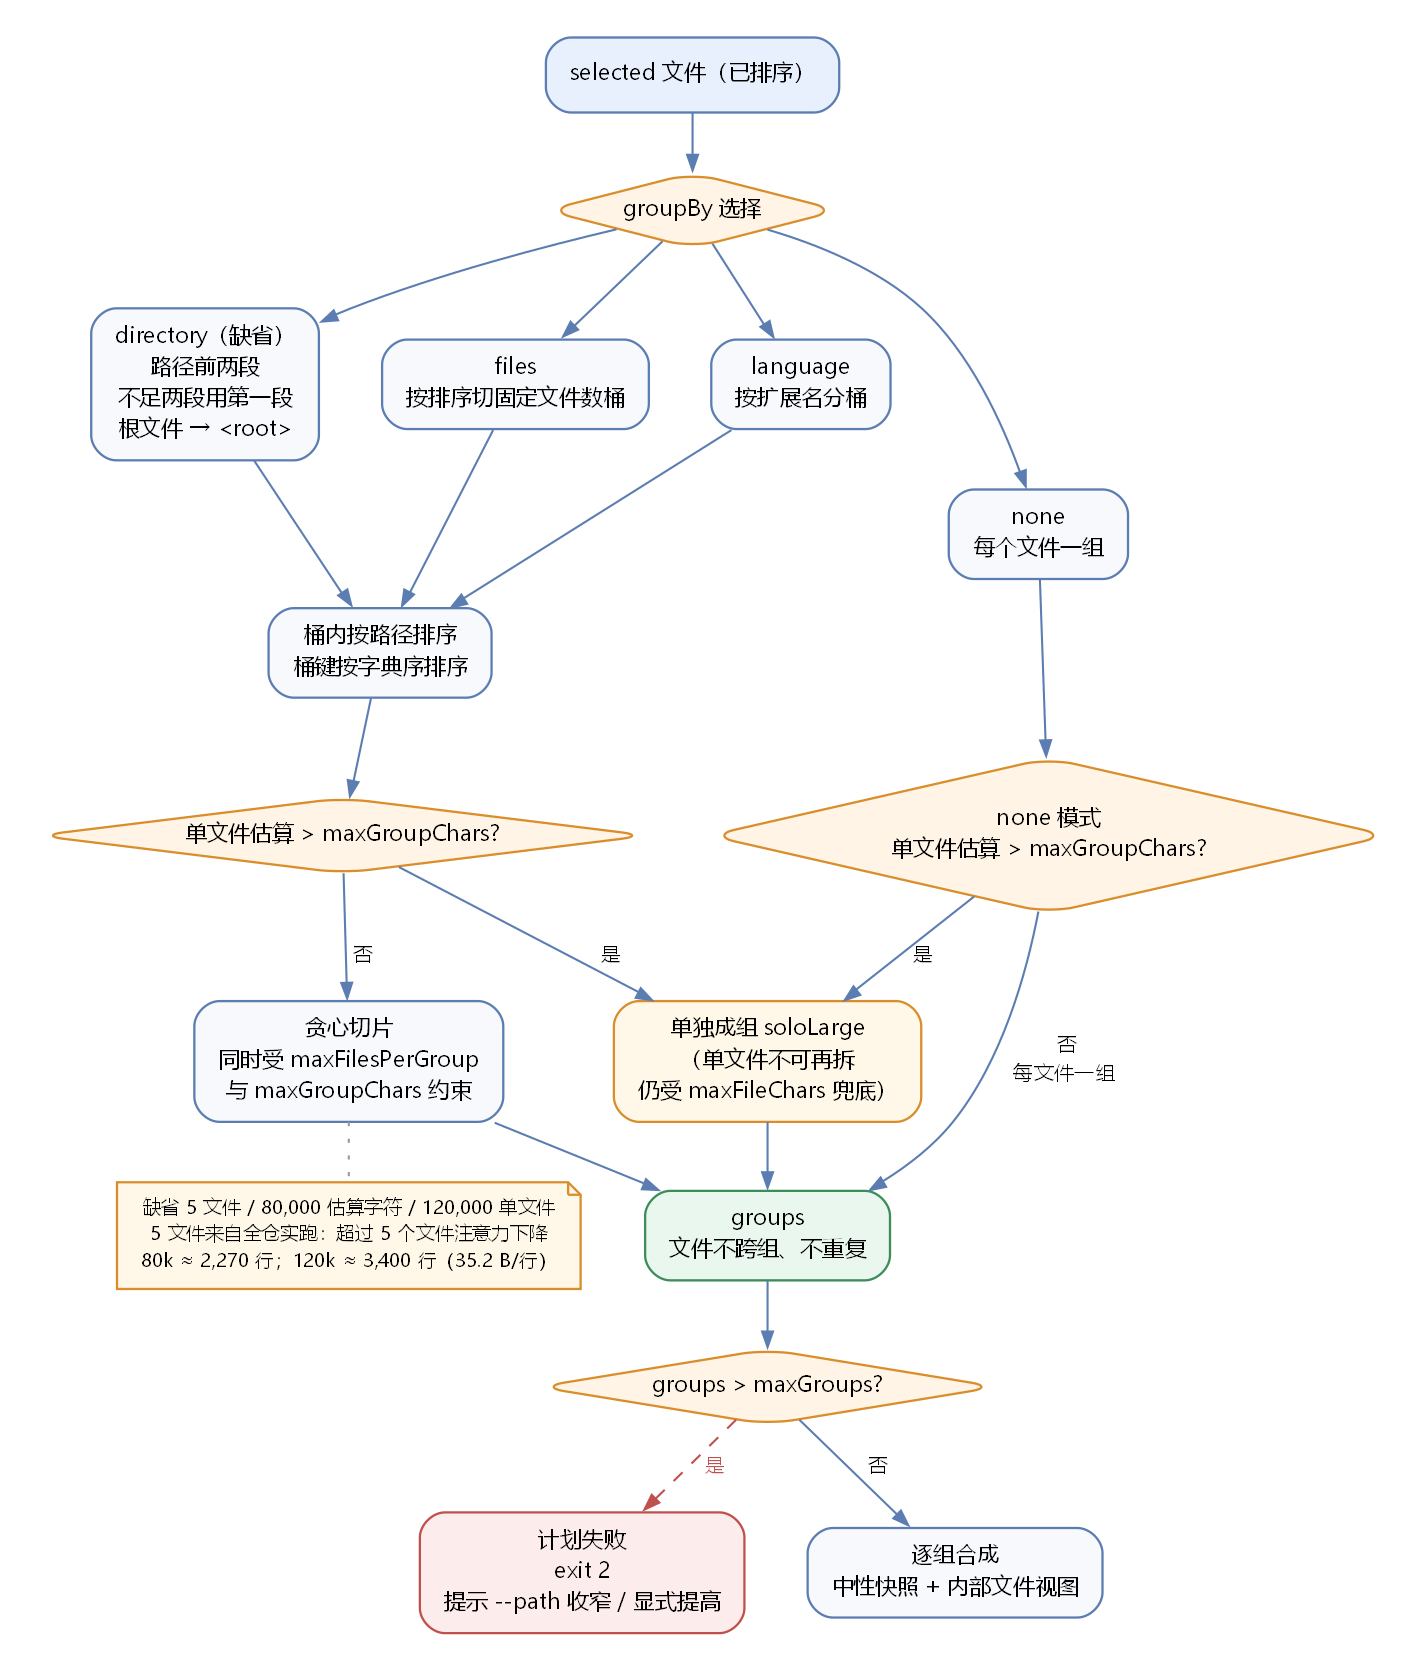 selected 文件（已排序）
groupBy 选择
directory（缺省）
路径前两段
不足两段用第一段
根文件 → <root>
files
按排序切固定文件数桶
language
按扩展名分桶
none
每个文件一组
桶内按路径排序
桶键按字典序排序
单文件估算 > maxGroupChars?
none 模式
单文件估算 > maxGroupChars?
否
是
是
贪心切片
同时受 maxFilesPerGroup
与 maxGroupChars 约束
单独成组 soloLarge
（单文件不可再拆
仍受 maxFileChars 兜底）
否
每文件一组
缺省 5 文件 / 80,000 估算字符 / 120,000 单文件
5 文件来自全仓实跑：超过 5 个文件注意力下降
80k ≈ 2,270 行；120k ≈ 3,400 行（35.2 B/行）
groups
文件不跨组、不重复
groups > maxGroups?
是
否
计划失败
exit 2
提示 --path 收窄 / 显式提高
逐组合成
中性快照 + 内部文件视图